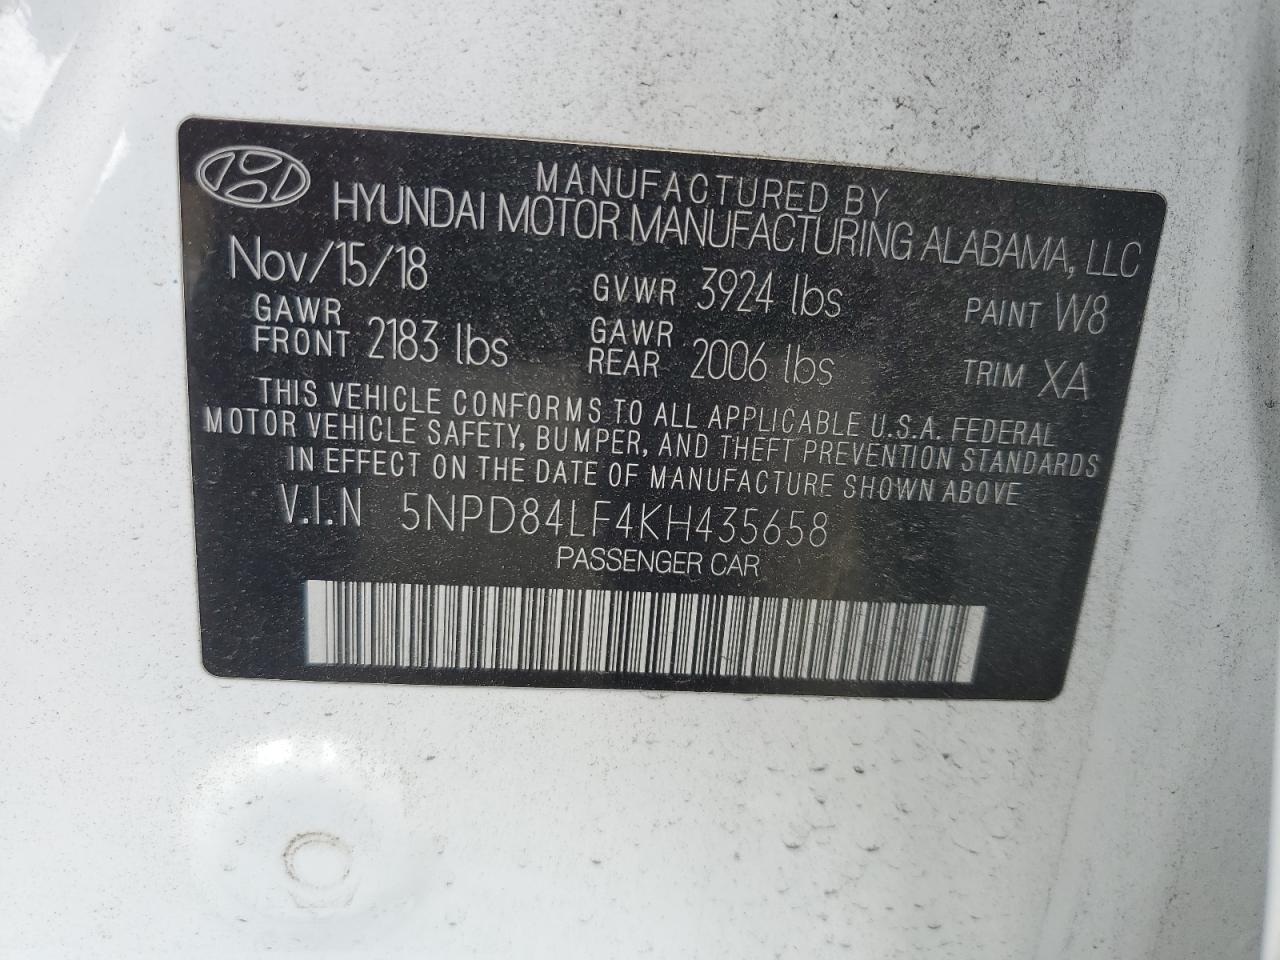 MANUFACTURED BY
HYUNDAI MOTOR MANUFACTURING ALABAMA, LLC
Nov/15/18 GVWR 3924 lbs PAINT W8
GAWR FRONT 2183 lbs GAWR REAR 2006 lbs TRIM XA
THIS VEHICLE CONFORMS TO ALL APPLICABLE U.S.A. FEDERAL
MOTOR VEHICLE SAFETY, BUMPER, AND THEFT PREVENTION STANDARDS
IN EFFECT ON THE DATE OF MANUFACTURE SHOWN ABOVE
V.I.N 5NPD84LF4KH435658
PASSENGER CAR